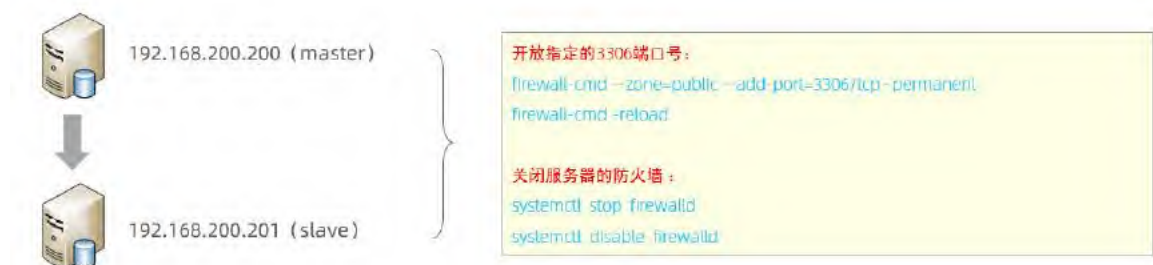 192.168.200.200 (master)
192.168.200.201 (slave)
开放指定的3306端口号：
firewall-cmd --zone=public --add-port=3306/tcp -permanent
firewall-cmd -reload
关闭服务器的防火墙：
systemctl stop firewalld
systemctl disable firewalld